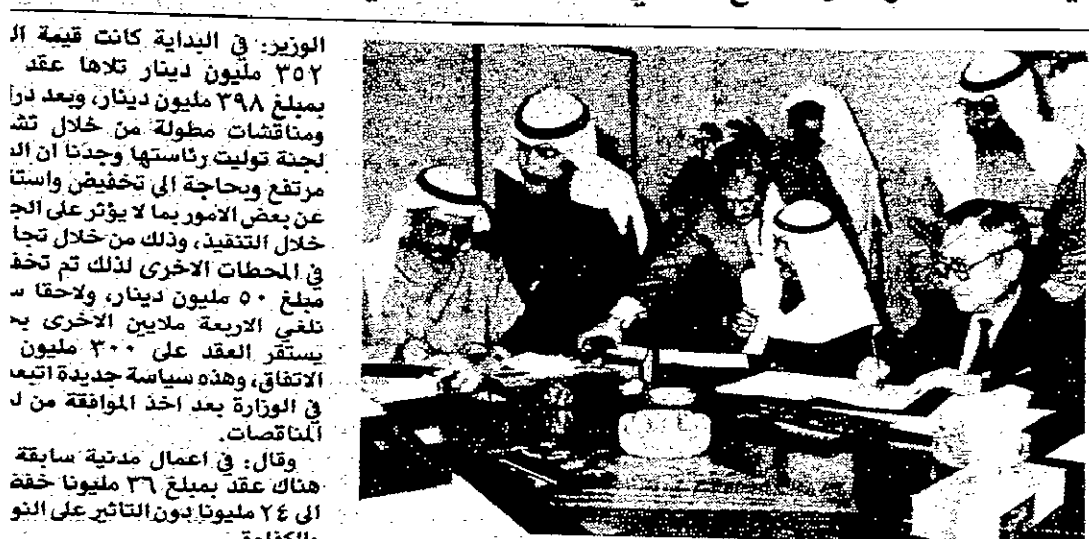 الوزير: في البداية كانت قيمة
٣٥٢ مليون دينار تلاها عقد
بمبلغ ٣٩٨ مليون دينار، وبعد
ومناقشات مطولة من خلال
لجنة توليت رئاستها وجدنا ان
مرتفع وبحاجة الى تخفيض
عن بعض الامور بما لا يؤثر على
خلال التنفيذ، وذلك من خلال
في المحطات الاخرى لذلك تم
مبلغ ٥٠ مليون دينار، ولاحقا
نلغي الاربعة ملايين الاخرى
يستقر العقد على ٣٠٠ مليون
الاتفاق، وهذه سياسة جديدة
في الوزارة بعد اخذ الموافقة من
المناقصات.
وقال: في اعمال مدنية سابقة
هناك عقد بمبلغ ٣٦ مليونا
الى ٢٤ مليونا دون التاثير على